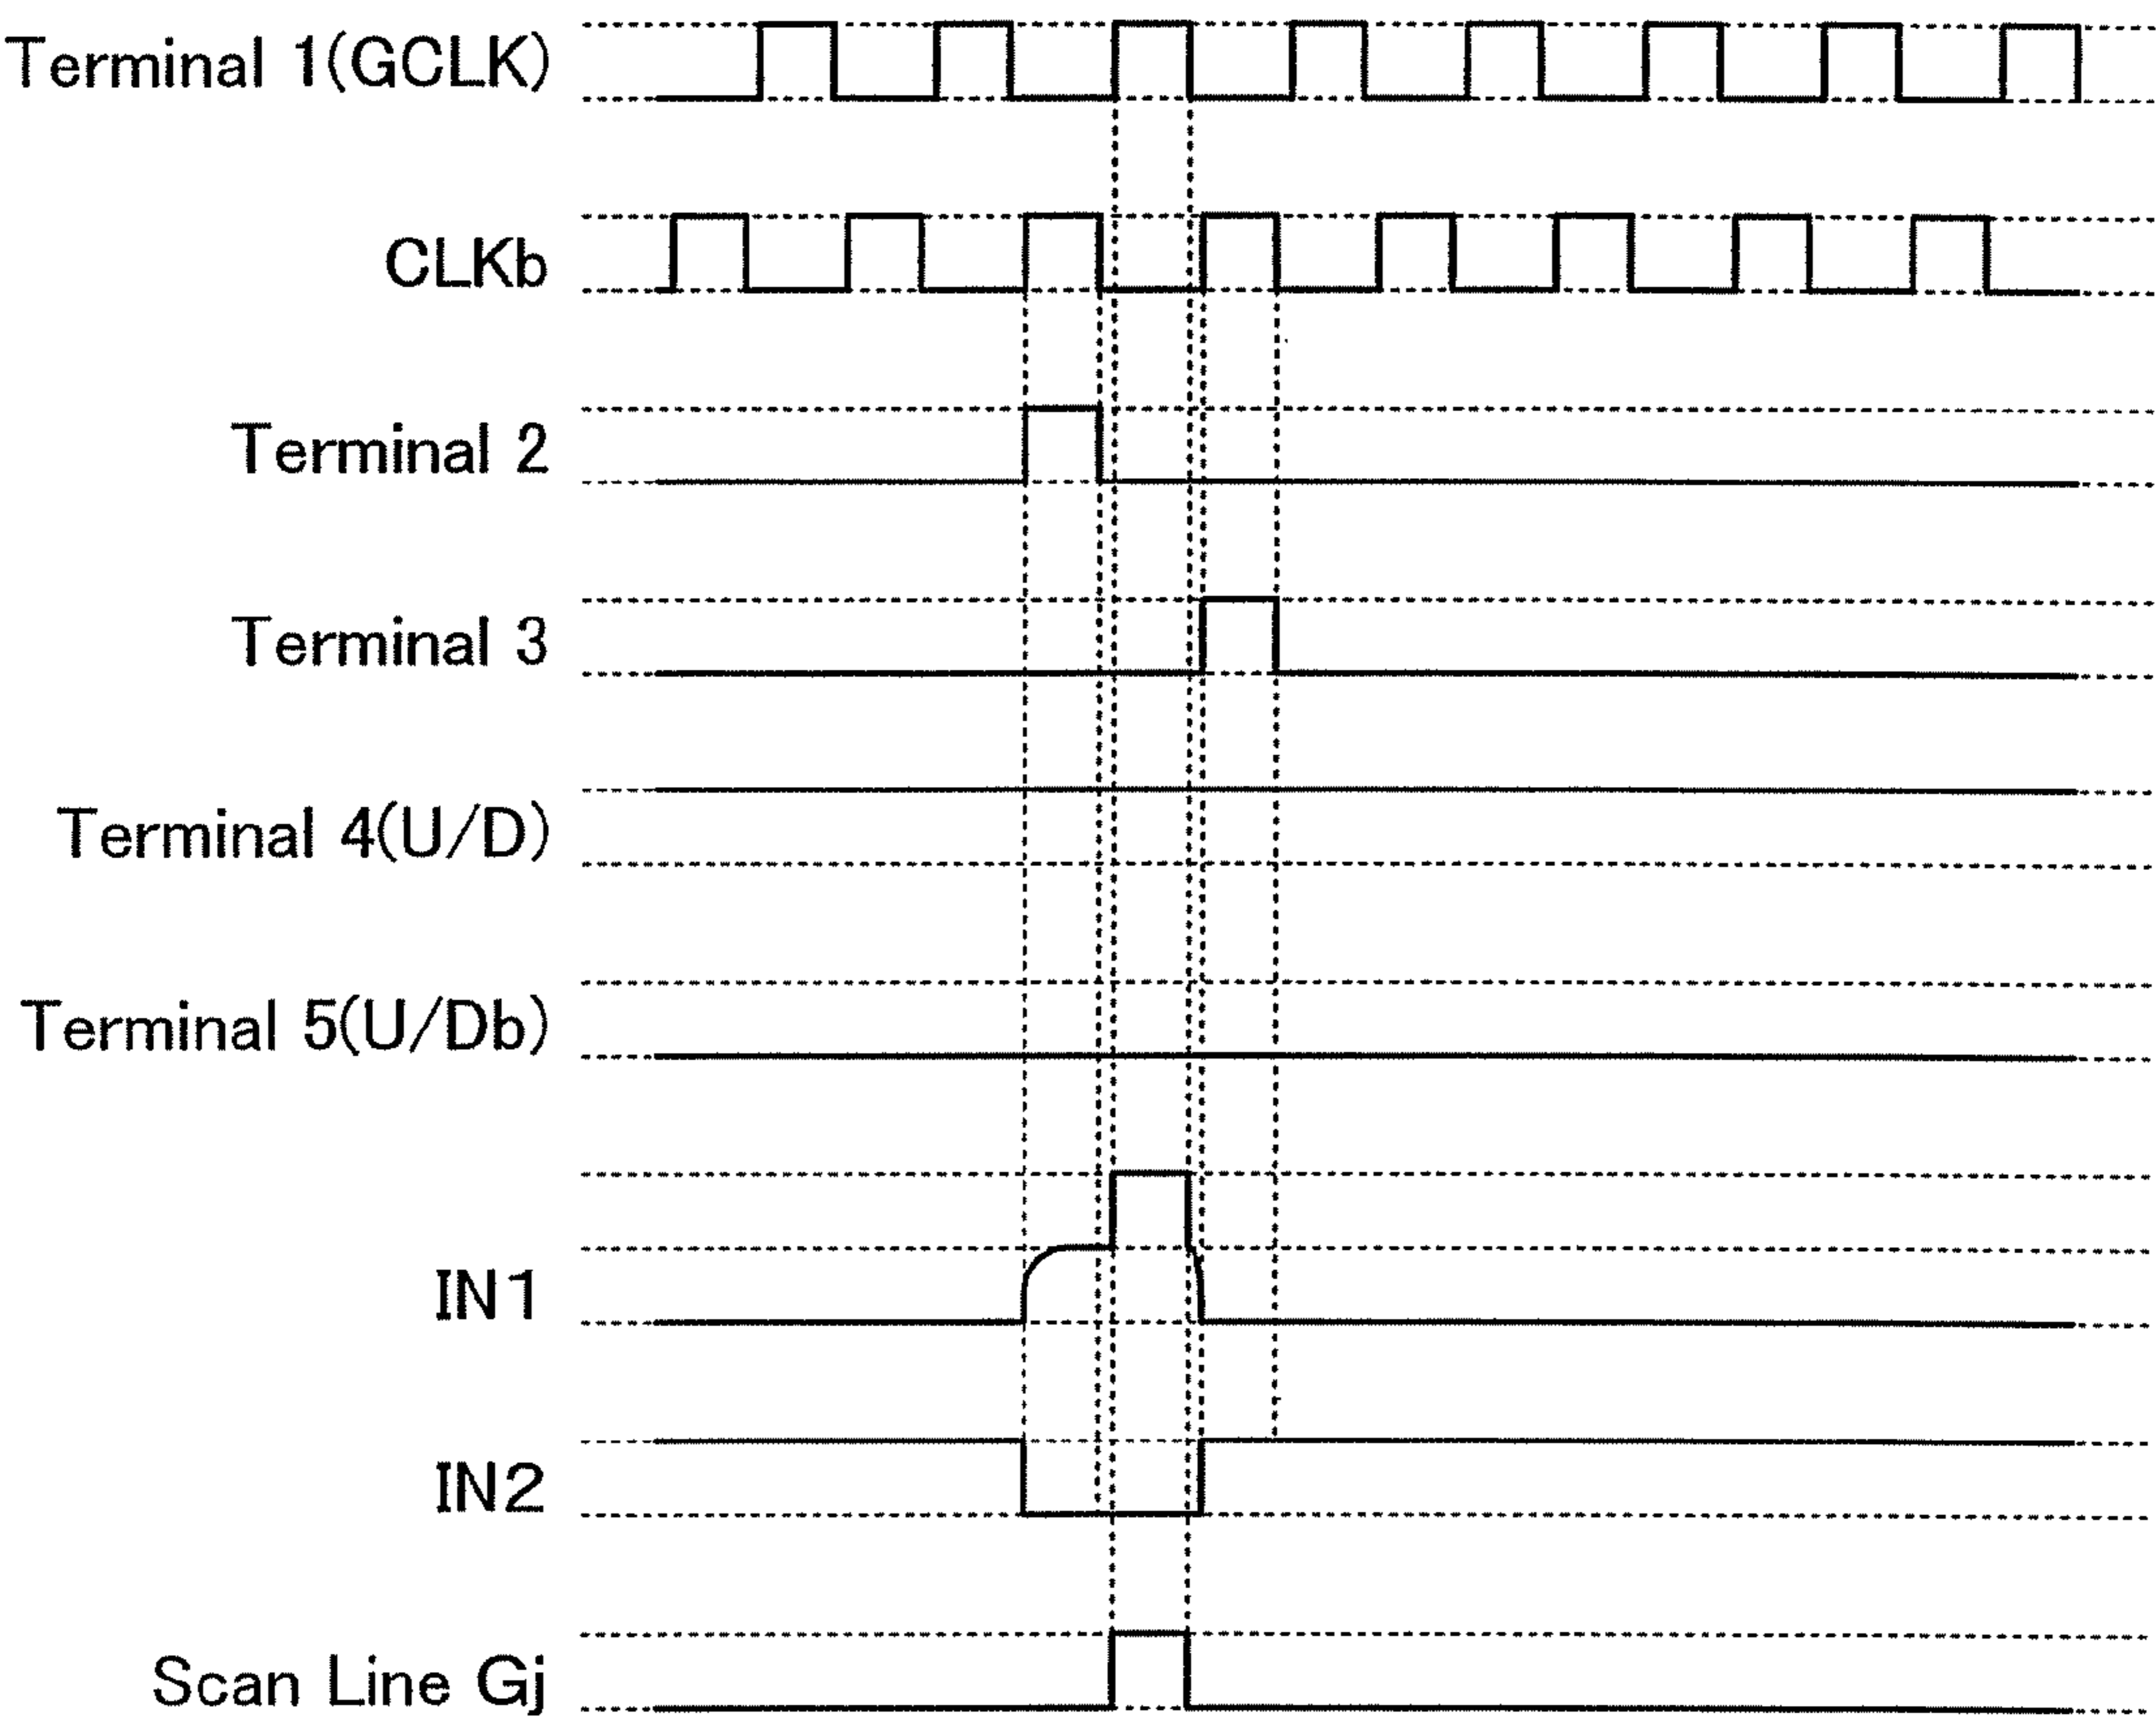 Terminal 1(GCLK)
CLKb
Terminal 2
Terminal 3
Terminal 4(U/D)
Terminal 5(U/Db)
IN1
IN2
Scan Line Gj